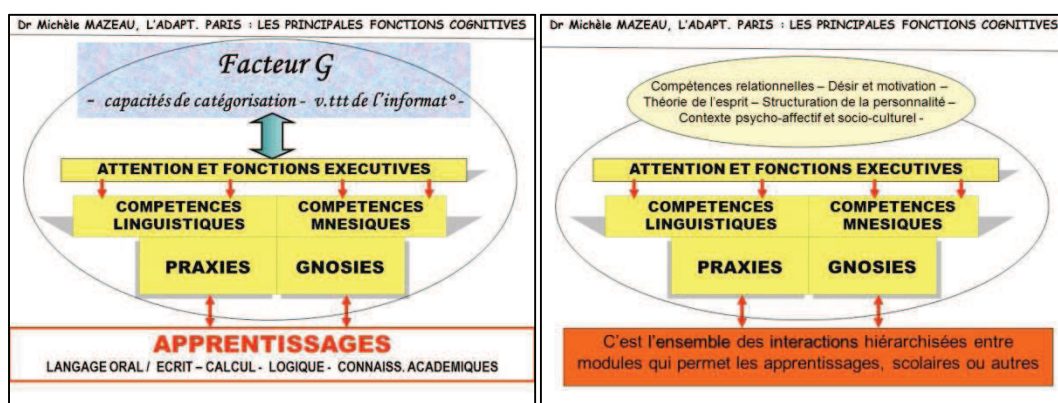 Dr Michèle MAZEAU, L'ADAPT. PARIS : LES PRINCIPALES FONCTIONS COGNITIVES
Facteur G
- capacités de catégorisation - v.ttt de l'informat° -
ATTENTION ET FONCTIONS EXECUTIVES
COMPETENCES
LINGUISTIQUES
COMPETENCES
MNESIQUES
PRAXIES
GNOSIES
APPRENTISSAGES
LANGAGE ORAL / ECRIT – CALCUL - LOGIQUE - CONNAISS. ACADEMIQUES
Dr Michèle MAZEAU, L'ADAPT. PARIS : LES PRINCIPALES FONCTIONS COGNITIVES
Compétences relationnelles – Désir et motivation –
Théorie de l'esprit – Structuration de la personnalité –
Contexte psycho-affectif et socio-culturel -
ATTENTION ET FONCTIONS EXECUTIVES
COMPETENCES
LINGUISTIQUES
COMPETENCES
MNESIQUES
PRAXIES
GNOSIES
C'est l'ensemble des interactions hiérarchisées entre
modules qui permet les apprentissages, scolaires ou autres